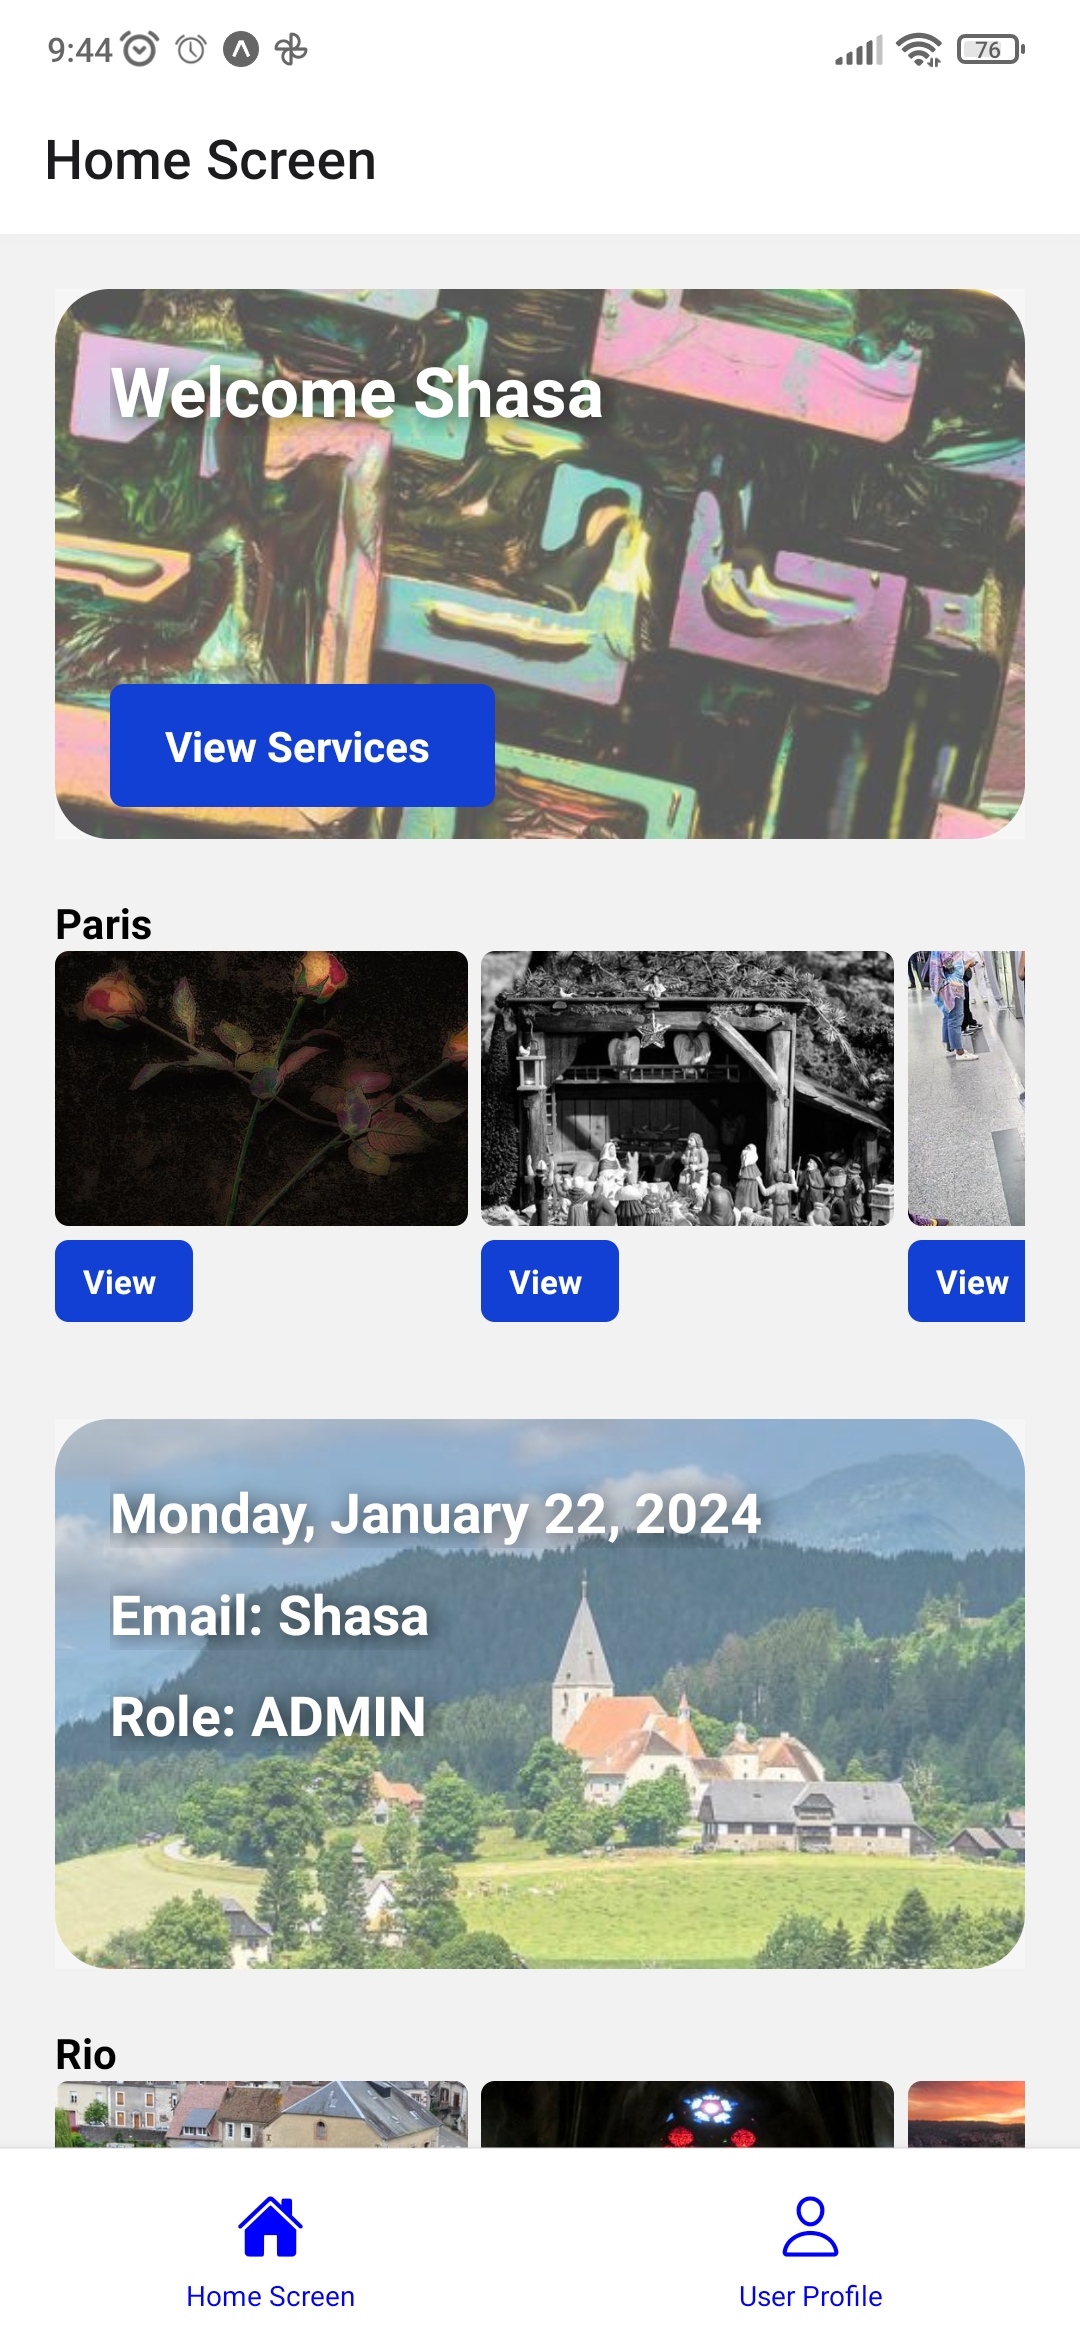 9:44
76
Home Screen
Welcome Shasa
View Services
Paris
View
View
View
Monday, January 22, 2024
Email: Shasa
Role: ADMIN
Rio
Home Screen
User Profile